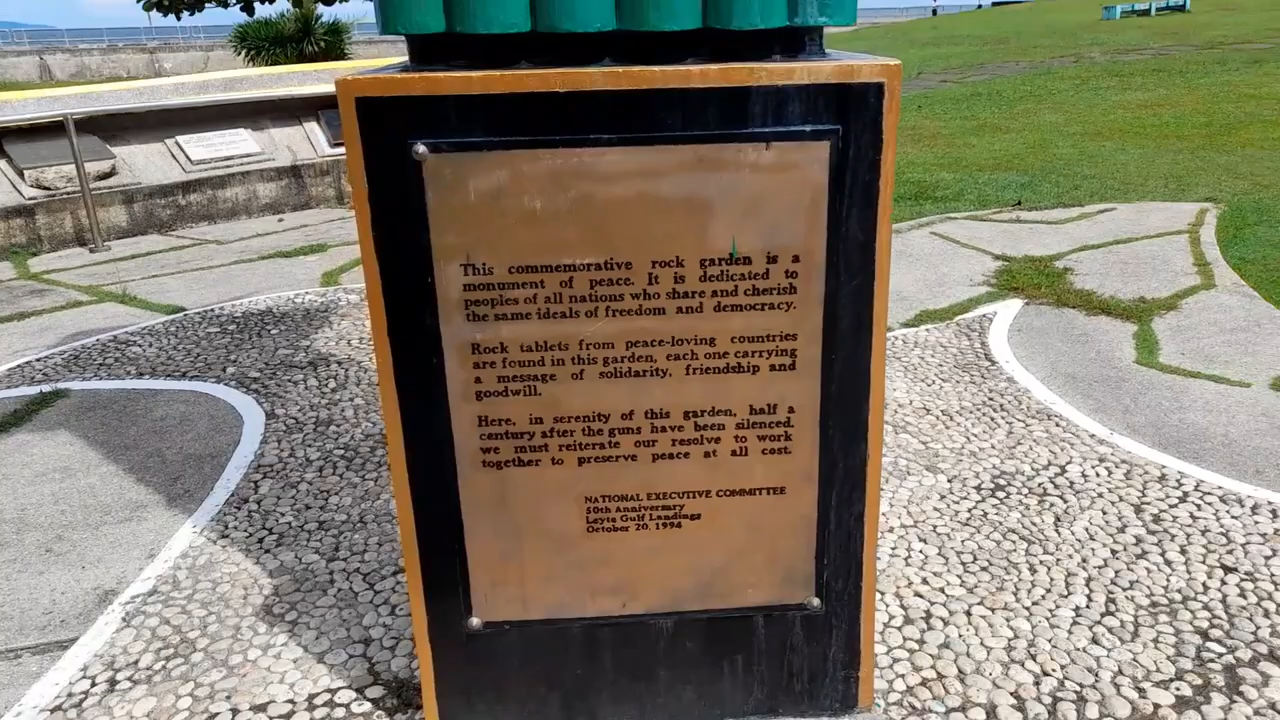 This commemorative rock garden is a
monument of peace. It is dedicated to
peoples of all nations who share and cherish
the same ideals of freedom and democracy.
Rock tablets from peace-loving countries
are found in this garden, each one carrying
a message of solidarity, friendship and
goodwill.
Here, in serenity of this garden, half a
century after the guns have been silenced,
we must reiterate our resolve to work
together to preserve peace at all cost.
NATIONAL EXECUTIVE COMMITTEE
50th Anniversary
Leyte Gulf Landings
October 20, 1994